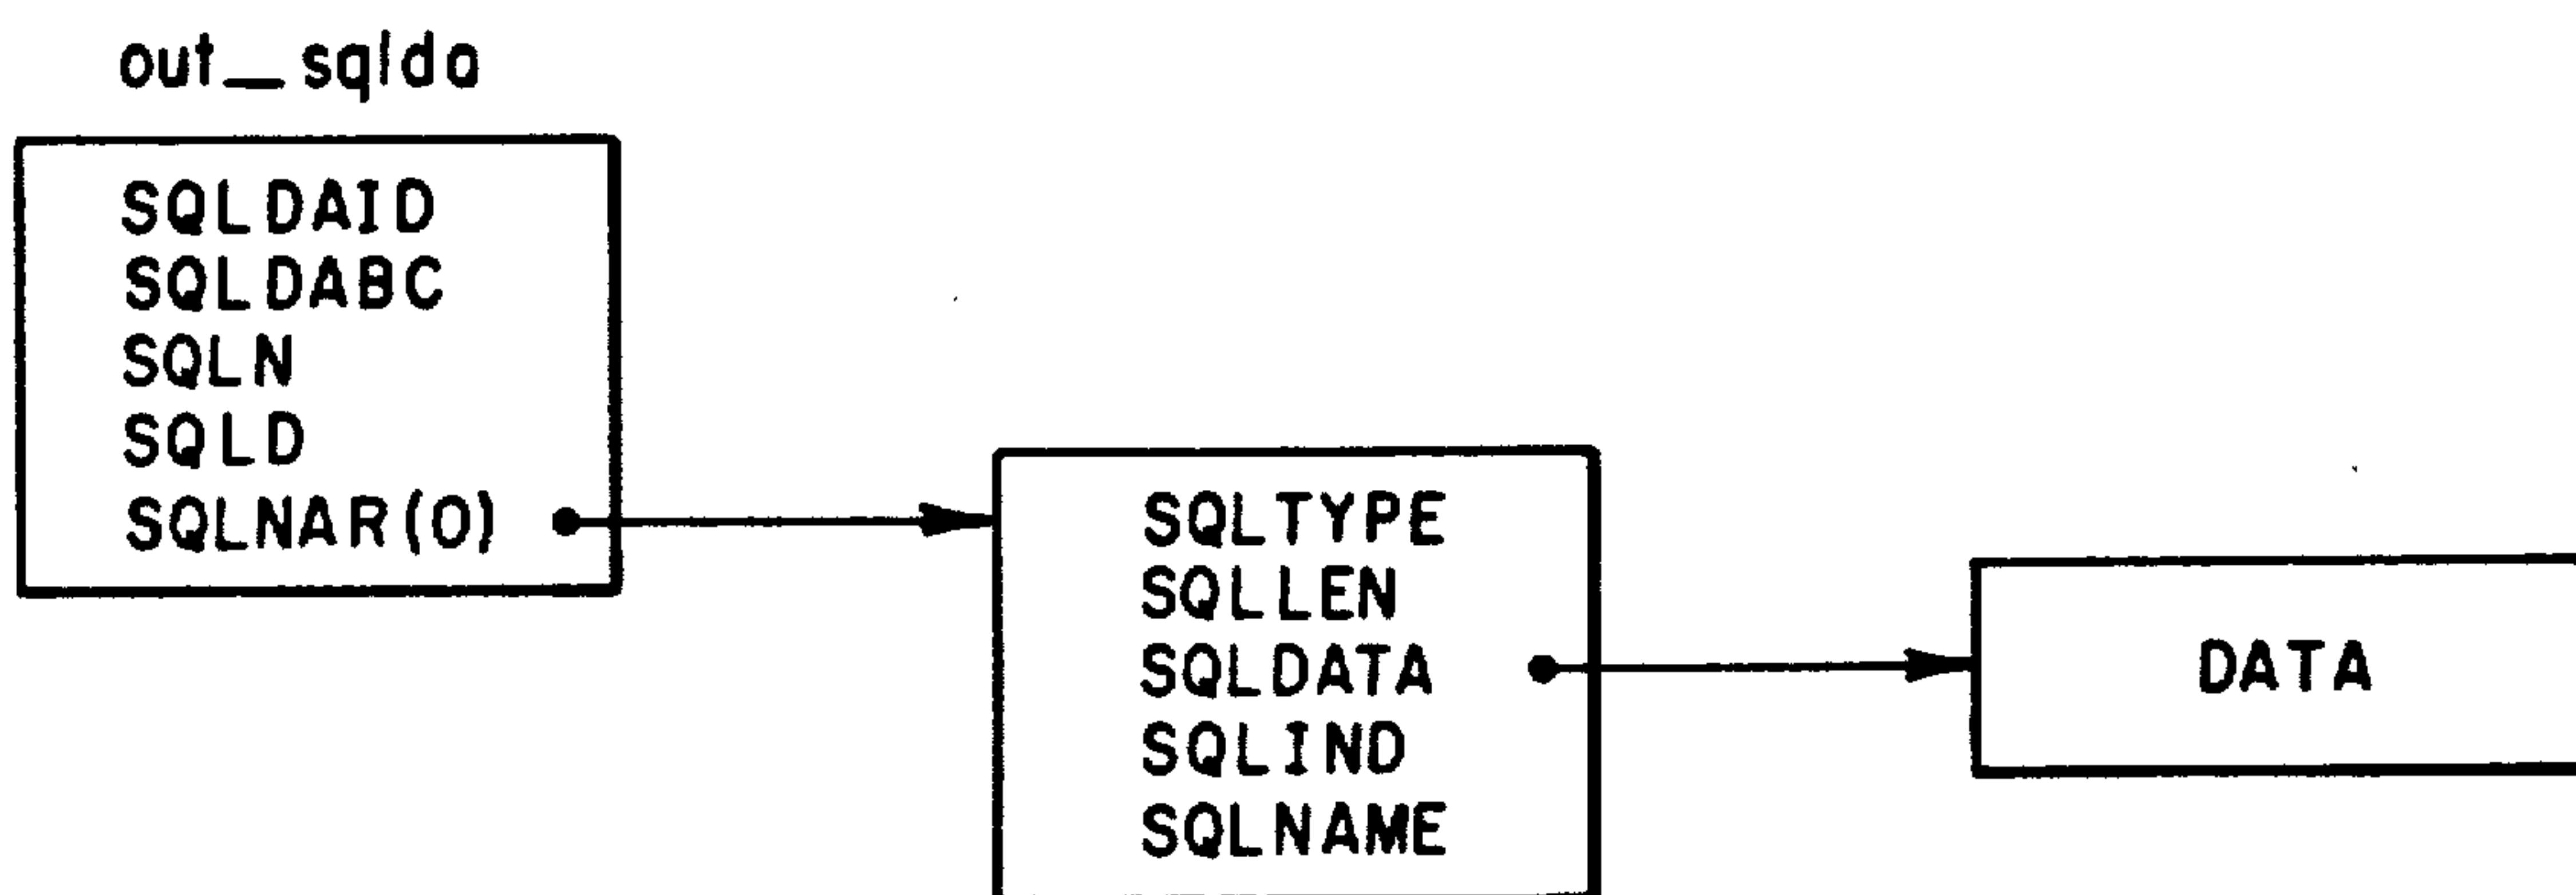 out_sqlda
SQLDAID
SQLDABC
SQLN
SQLD
SQLNAR(0)
SQLTYPE
SQLLEN
SQLDATA
SQLIND
SQLNAME
DATA